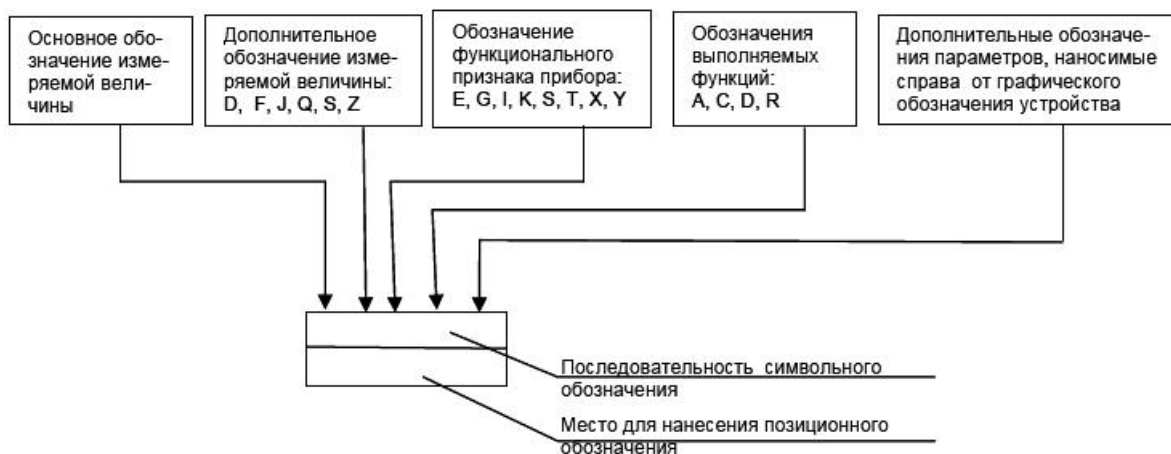 Основное обо-
значение изме-
ряемой вели-
чины
Дополнительное
обозначение изме-
ряемой величины:
D, F, J, Q, S, Z
Обозначение
функционального
признака прибора:
E, G, I, K, S, T, X, Y
Обозначения
выполняемых
функций:
A, C, D, R
Дополнительные обозначе-
ния параметров, наносимые
справа от графического
обозначения устройства
Последовательность символьного
обозначения
Место для нанесения позиционного
обозначения